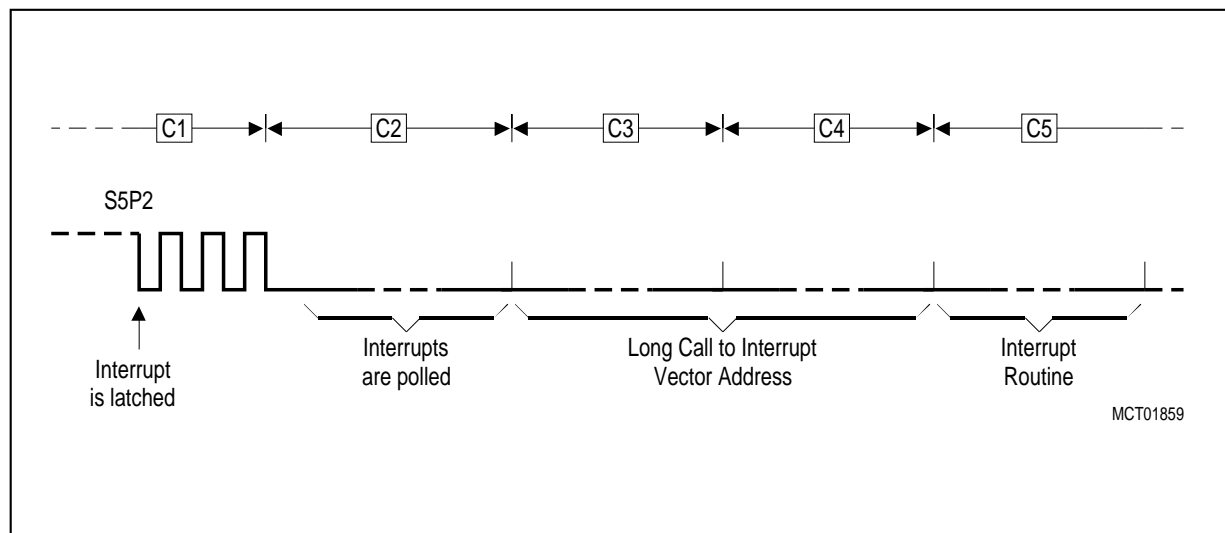 C1
C2
C3
C4
C5
S5P2
Interrupt
is latched
Interrupts
are polled
Long Call to Interrupt
Vector Address
Interrupt
Routine
MCT01859